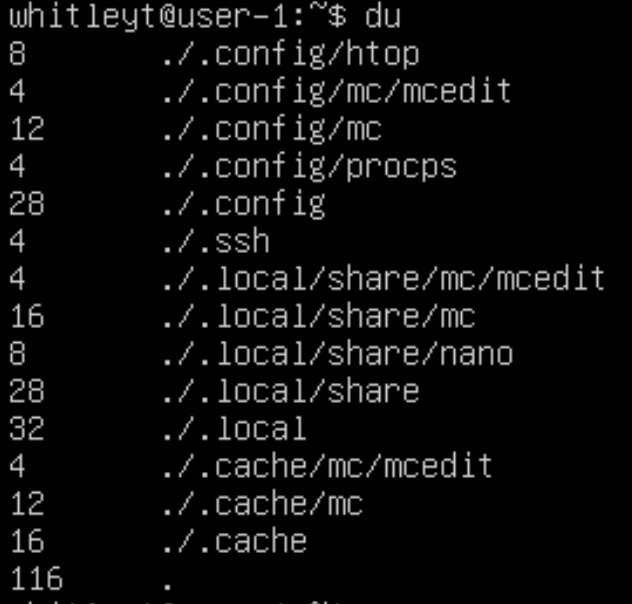 whitleyt@user-1:~$ du
8 ./.config/htop
4 ./.config/mc/mcedit
12 ./.config/mc
4 ./.config/procps
28 ./.config
4 ./.ssh
4 ./.local/share/mc/mcedit
16 ./.local/share/mc
8 ./.local/share/nano
28 ./.local/share
32 ./.local
4 ./.cache/mc/mcedit
12 ./.cache/mc
16 ./.cache
116 .